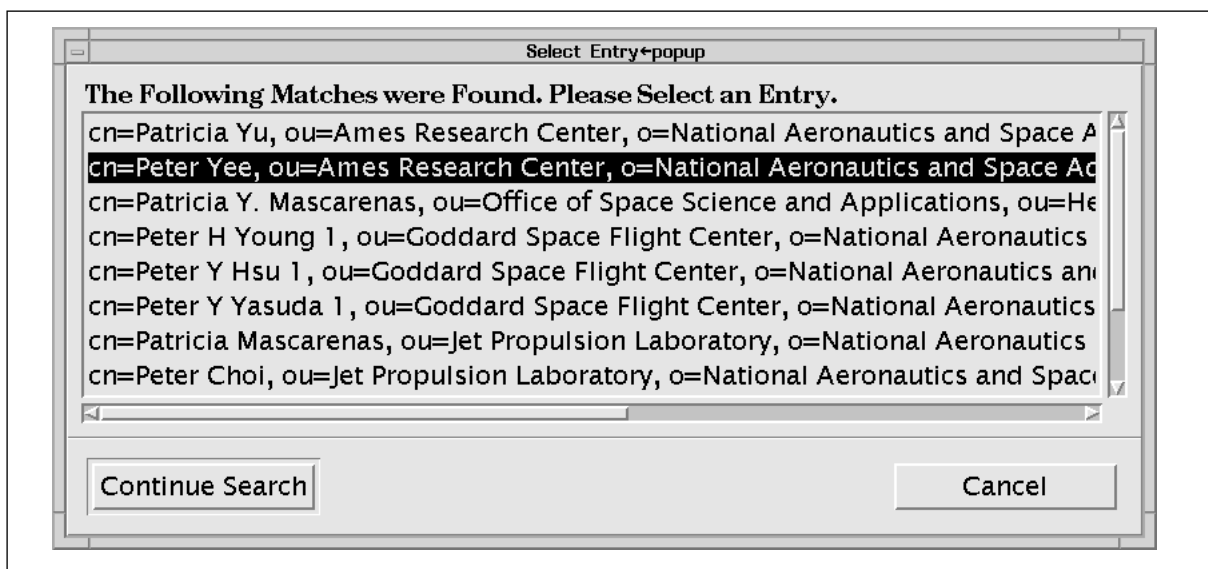 Select Entry←popup
The Following Matches were Found. Please Select an Entry.
cn=Patricia Yu, ou=Ames Research Center, o=National Aeronautics and Space A
cn=Peter Yee, ou=Ames Research Center, o=National Aeronautics and Space Ad
cn=Patricia Y. Mascarenas, ou=Office of Space Science and Applications, ou=He
cn=Peter H Young 1, ou=Goddard Space Flight Center, o=National Aeronautics
cn=Peter Y Hsu 1, ou=Goddard Space Flight Center, o=National Aeronautics and
cn=Peter Y Yasuda 1, ou=Goddard Space Flight Center, o=National Aeronautics
cn=Patricia Mascarenas, ou=Jet Propulsion Laboratory, o=National Aeronautics
cn=Peter Choi, ou=Jet Propulsion Laboratory, o=National Aeronautics and Space
Continue Search
Cancel